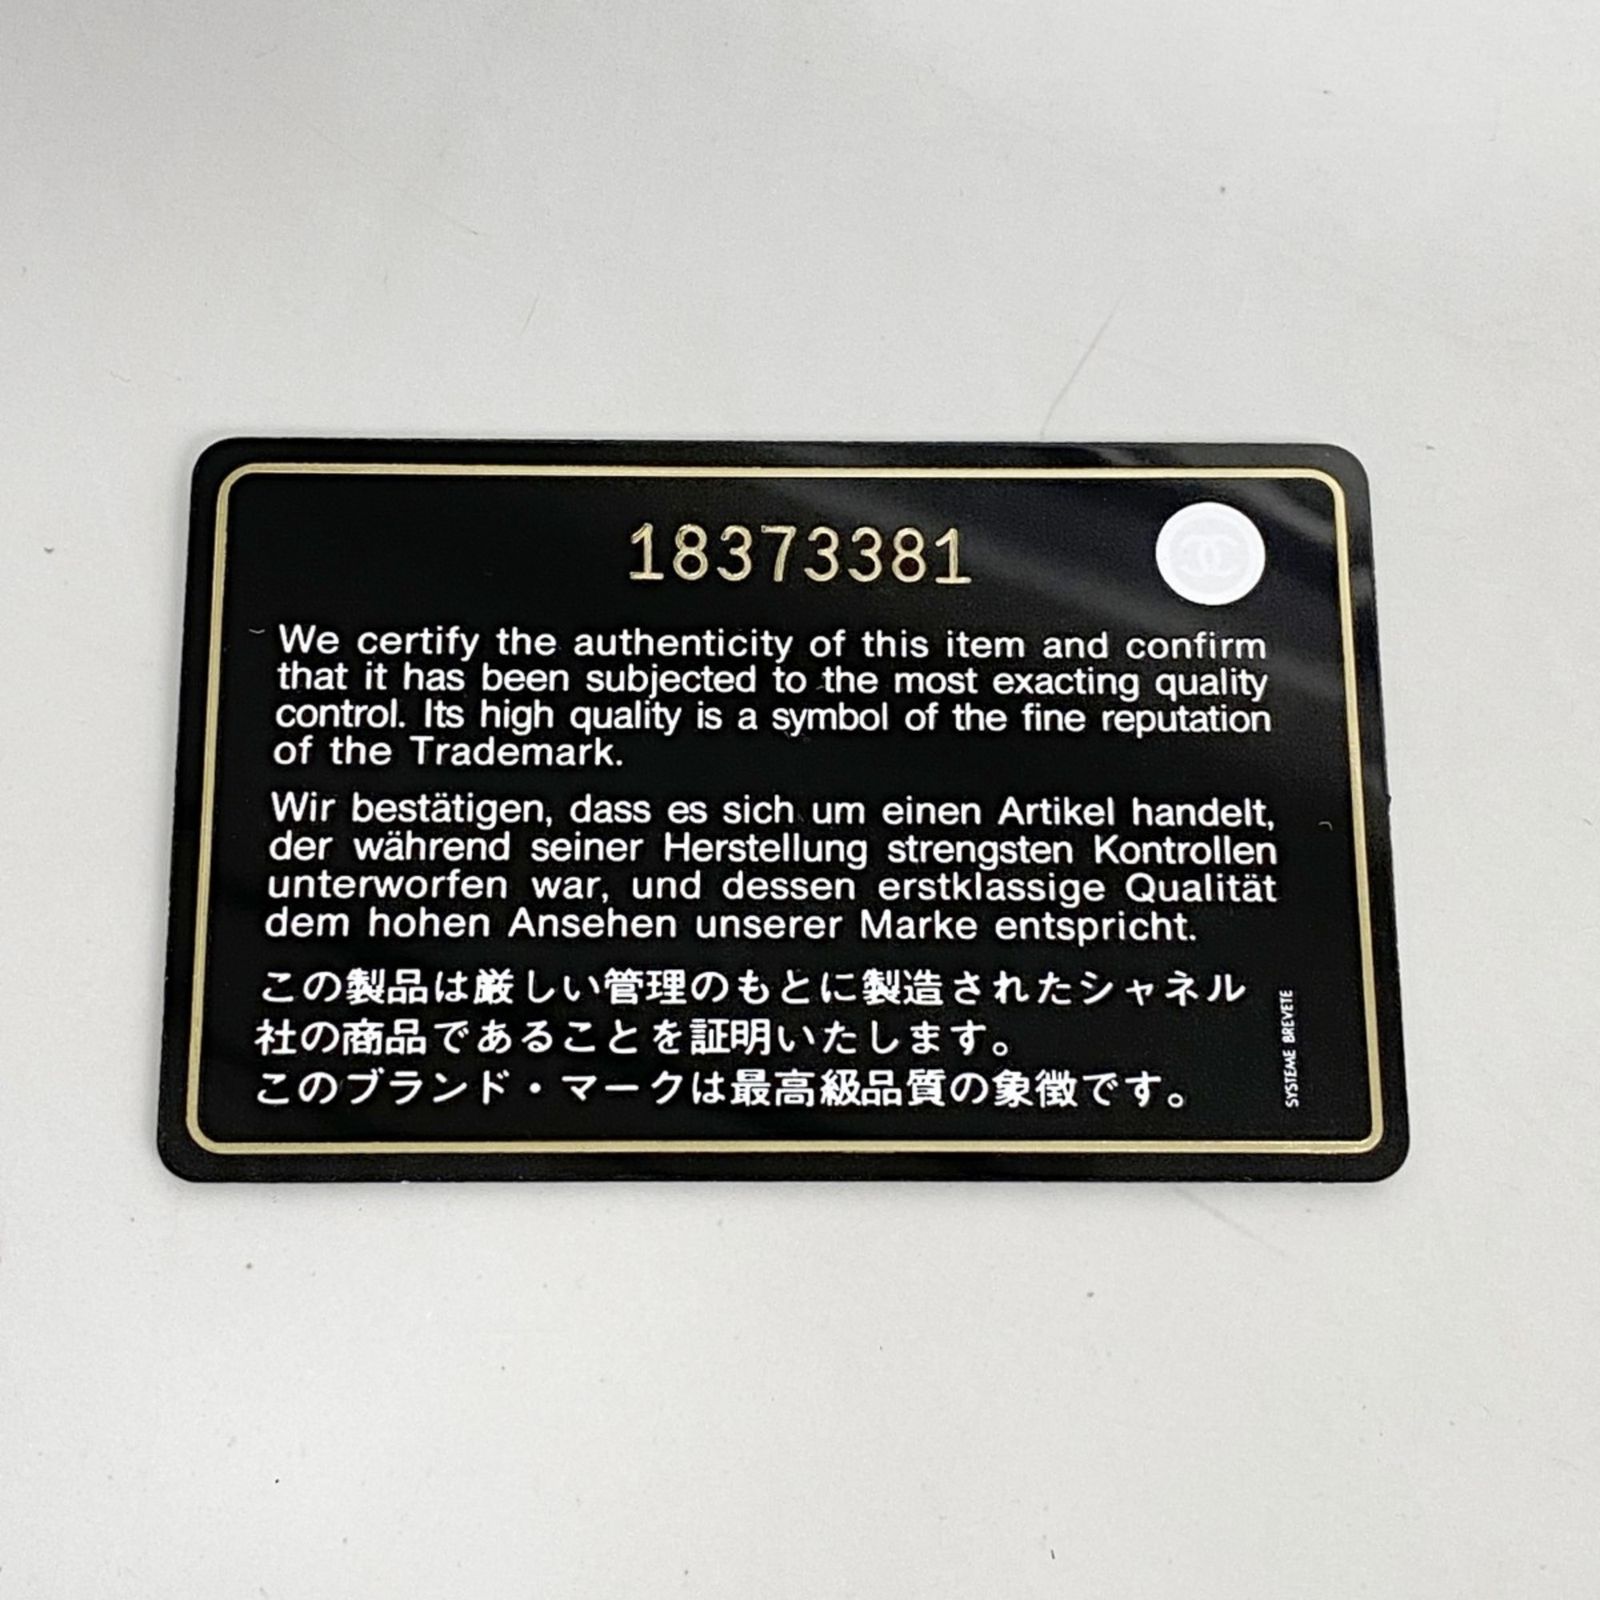 18373381
We certify the authenticity of this item and confirm
that it has been subjected to the most exacting quality
control. Its high quality is a symbol of the fine reputation
of the Trademark.
Wir bestätigen, dass es sich um einen Artikel handelt,
der während seiner Herstellung strengsten Kontrollen
unterworfen war, und dessen erstklassige Qualität
dem hohen Ansehen unserer Marke entspricht.
この製品は厳しい管理のもとに製造されたシャネル
社の商品であることを証明いたします。
このブランド・マークは最高級品質の象徴です。
SYSTEME BREVETE